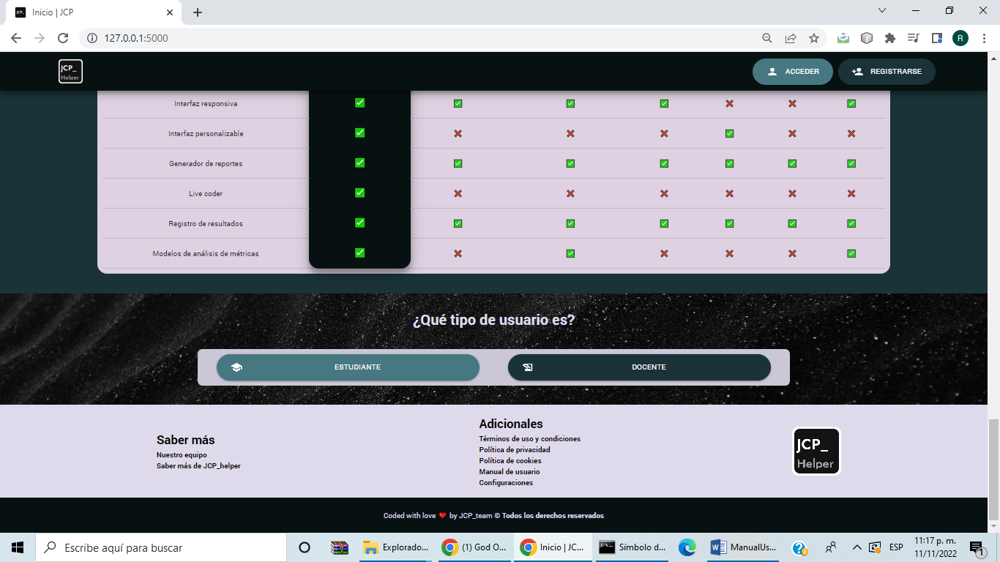 Inicio | JCP
127.0.0.1:5000
R
JCP_
Helper
ACCEDER
REGISTRARSE
Interfaz responsiva
Interfaz personalizable
Generador de reportes
Live coder
Registro de resultados
Modelos de análisis de métricas
¿Qué tipo de usuario es?
ESTUDIANTE
DOCENTE
Saber más
Nuestro equipo
Saber más de JCP_helper
Adicionales
Términos de uso y condiciones
Política de privacidad
Política de cookies
Manual de usuario
Configuraciones
JCP_
Helper
Coded with love ❤ by JCP_team © Todos los derechos reservados
Escribe aquí para buscar
Explorado...
(1) God O...
Inicio | JC...
Símbolo d...
ManualUs...
ESP
11:17 p. m.
11/11/2022
1